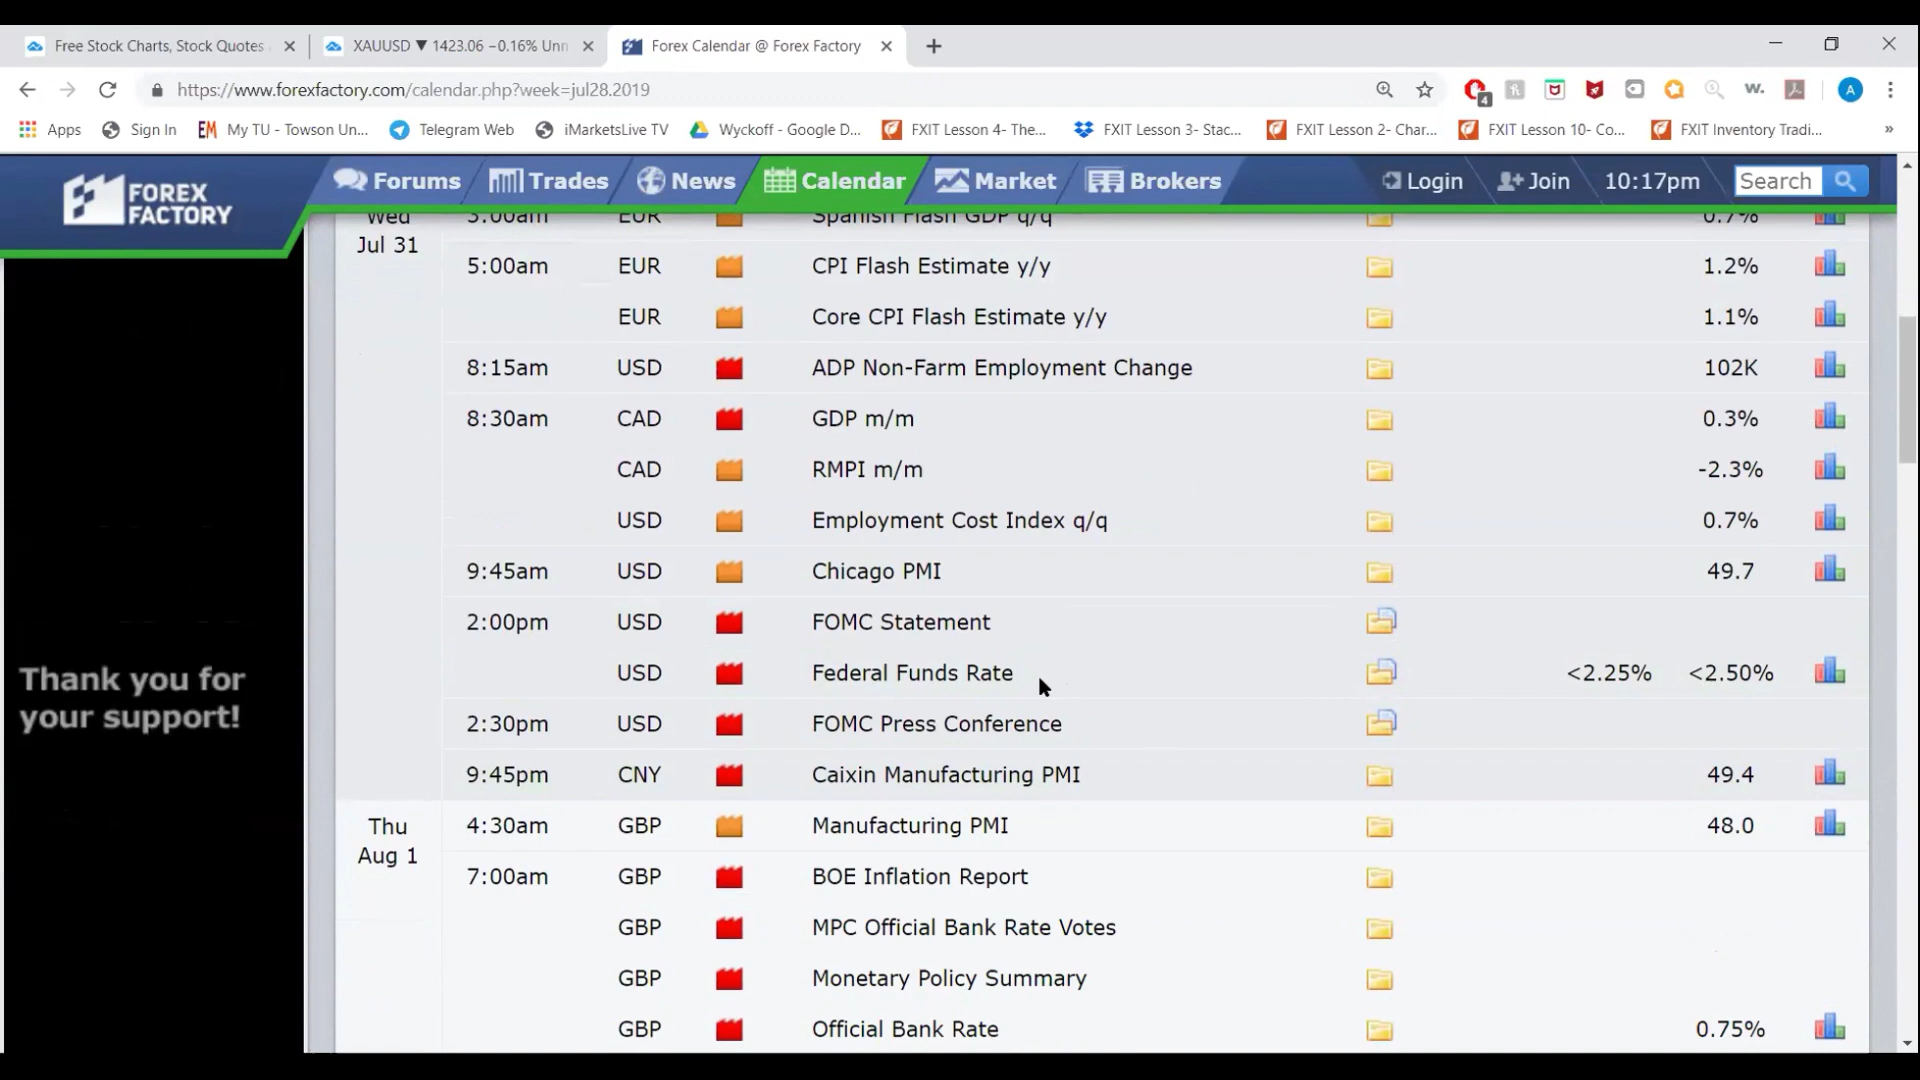 Free Stock Charts, Stock Quotes
XAUUSD ▼ 1423.06 −0.16% Unn
Forex Calendar @ Forex Factory
https://www.forexfactory.com/calendar.php?week=jul28.2019
4
W.
A
Apps
Sign In
EM My TU - Towson Un...
Telegram Web
iMarketsLive TV
Wyckoff - Google D...
FXIT Lesson 4- The...
FXIT Lesson 3- Stac...
FXIT Lesson 2- Char...
FXIT Lesson 10- Co...
FXIT Inventory Tradi...
»
FOREX
FACTORY
Forums
Trades
News
Calendar
Market
Brokers
Login
Join
10:17pm
Search
Wed 3:00am EUR Spanish Flash GDP q/q 0.7%
Jul 31
5:00am EUR CPI Flash Estimate y/y 1.2%
EUR Core CPI Flash Estimate y/y 1.1%
8:15am USD ADP Non-Farm Employment Change 102K
8:30am CAD GDP m/m 0.3%
CAD RMPI m/m -2.3%
USD Employment Cost Index q/q 0.7%
9:45am USD Chicago PMI 49.7
2:00pm USD FOMC Statement
USD Federal Funds Rate <2.25% <2.50%
2:30pm USD FOMC Press Conference
9:45pm CNY Caixin Manufacturing PMI 49.4
Thu 4:30am GBP Manufacturing PMI 48.0
Aug 1
7:00am GBP BOE Inflation Report
GBP MPC Official Bank Rate Votes
GBP Monetary Policy Summary
GBP Official Bank Rate 0.75%
Thank you for
your support!